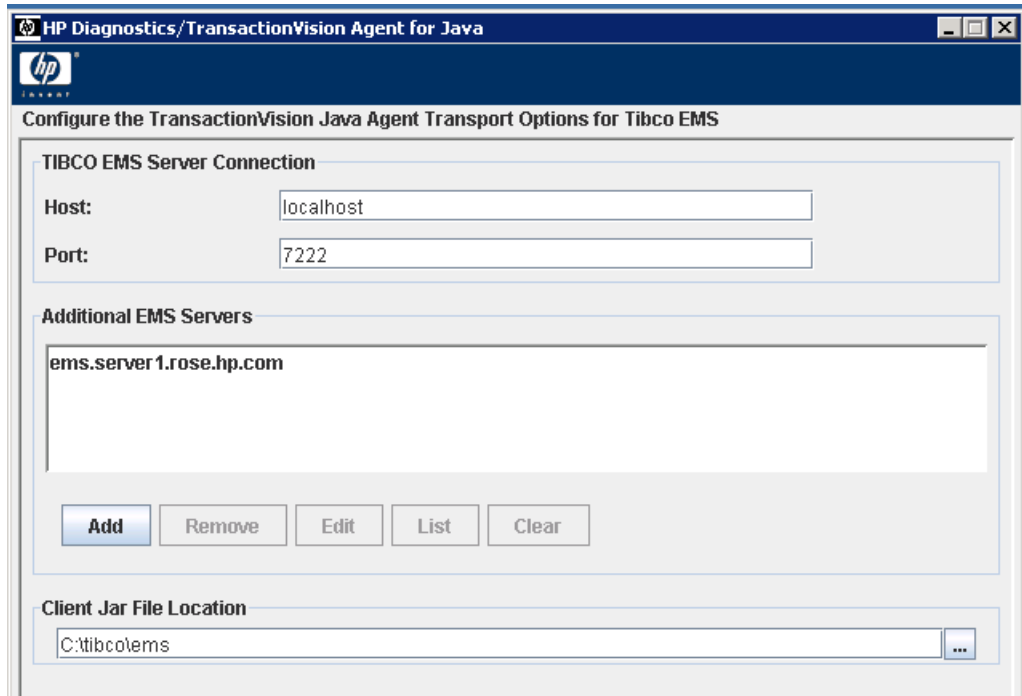 HP Diagnostics/TransactionVision Agent for Java
hp
invent
Configure the TransactionVision Java Agent Transport Options for Tibco EMS
TIBCO EMS Server Connection
Host: localhost
Port: 7222
Additional EMS Servers
ems.server1.rose.hp.com
Add Remove Edit List Clear
Client Jar File Location
C:\tibco\ems ...